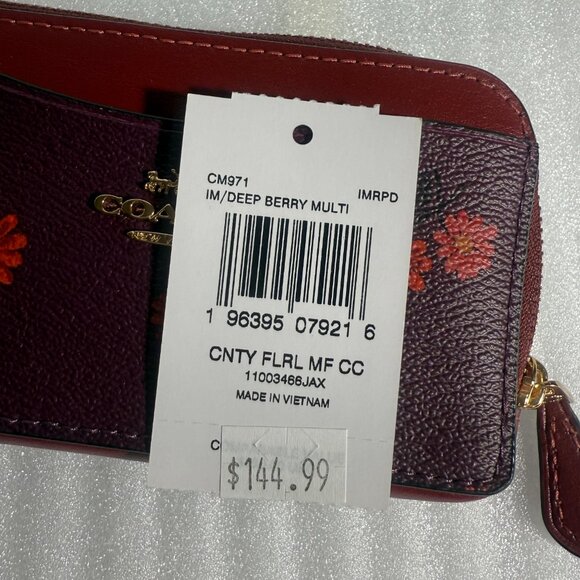 CM971
IM/DEEP BERRY MULTI IMRPD
1 96395 07921 6
CNTY FLRL MF CC
11003466JAX
MADE IN VIETNAM
$144.99
COA